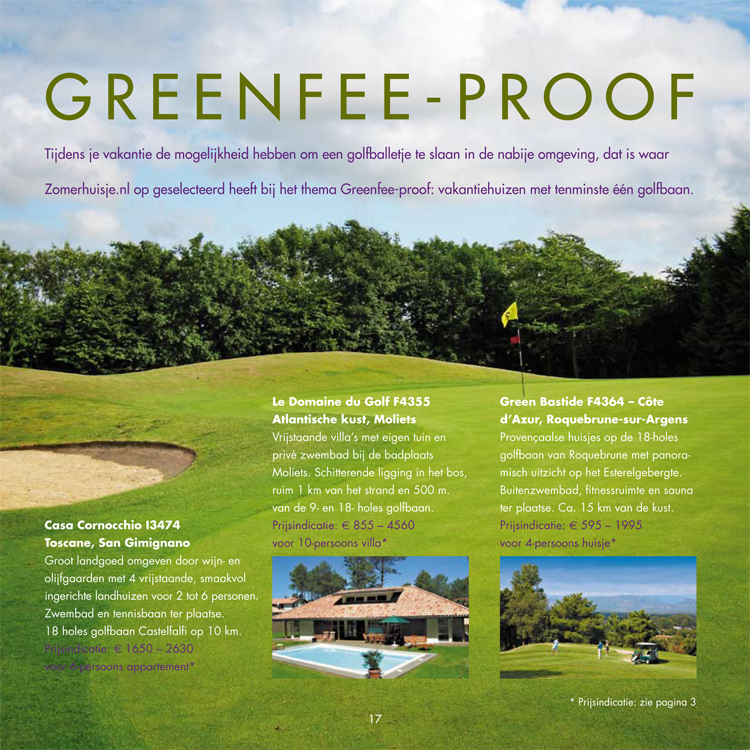 GREENFEE-PROOF
Tijdens je vakantie de mogelijkheid hebben om een golfballetje te slaan in de nabije omgeving, dat is waar
Zomerhuisje.nl op geselecteerd heeft bij het thema Greenfee-proof: vakantiehuizen met tenminste één golfbaan.
Casa Cornocchio I3474
Toscane, San Gimignano
Groot landgoed omgeven door wijn- en
olijfgaarden met 4 vrijstaande, smaakvol
ingerichte landhuizen voor 2 tot 6 personen.
Zwembad en tennisbaan ter plaatse.
18 holes golfbaan Castelfalfi op 10 km.
Prijsindicatie: € 1650 – 2630
voor 6-persoons appartement*
Le Domaine du Golf F4355
Atlantische kust, Moliets
Vrijstaande villa's met eigen tuin en
privé zwembad bij de badplaats
Moliets. Schitterende ligging in het bos,
ruim 1 km van het strand en 500 m.
van de 9- en 18- holes golfbaan.
Prijsindicatie: € 855 – 4560
voor 10-persoons villa*
Green Bastide F4364 – Côte
d'Azur, Roquebrune-sur-Argens
Provençaalse huisjes op de 18-holes
golfbaan van Roquebrune met panora-
misch uitzicht op het Esterelgebergte.
Buitenzwembad, fitnessruimte en sauna
ter plaatse. Ca. 15 km van de kust.
Prijsindicatie: € 595 – 1995
voor 4-persoons huisje*
* Prijsindicatie: zie pagina 3
17